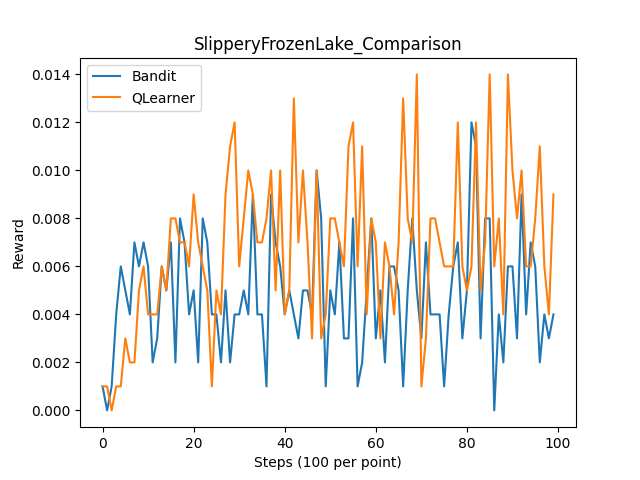 SlipperyFrozenLake_Comparison
Bandit
QLearner
0.014
0.012
0.010
0.008
0.006
0.004
0.002
0.000
Reward
0 20 40 60 80 100
Steps (100 per point)